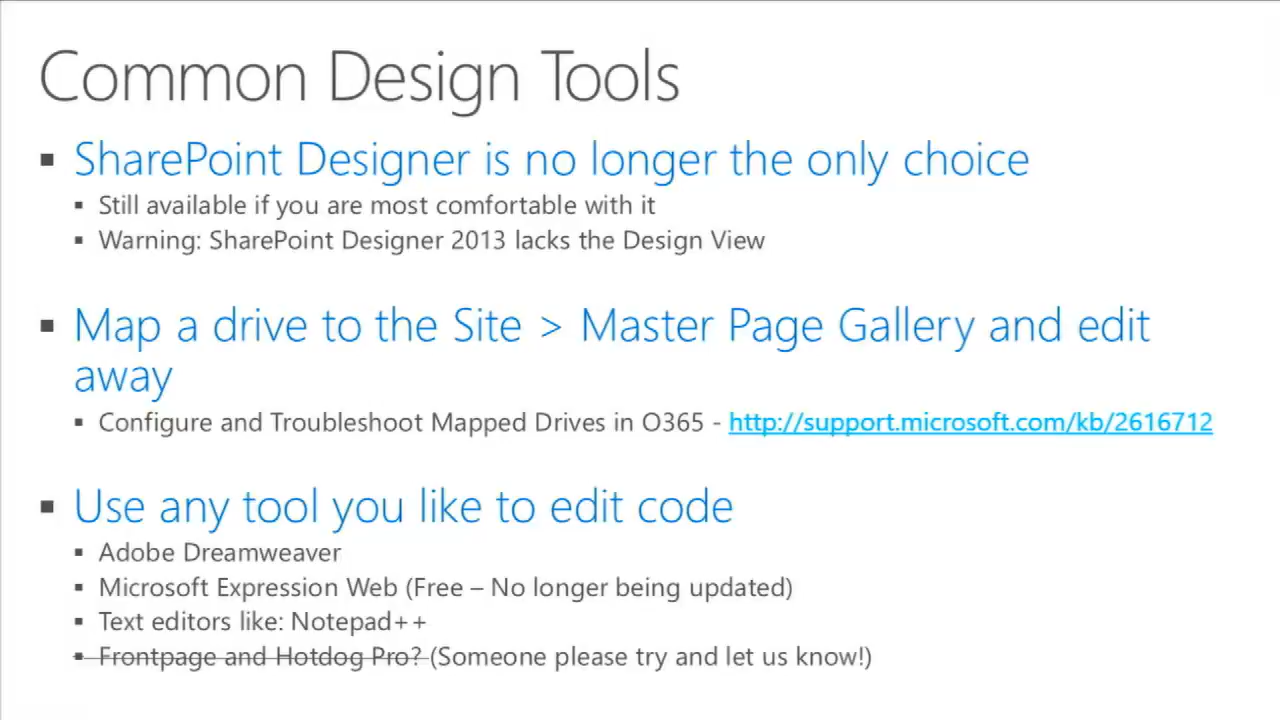 Common Design Tools
▪ SharePoint Designer is no longer the only choice
▪ Still available if you are most comfortable with it
▪ Warning: SharePoint Designer 2013 lacks the Design View
▪ Map a drive to the Site > Master Page Gallery and edit
away
▪ Configure and Troubleshoot Mapped Drives in O365 - http://support.microsoft.com/kb/2616712
▪ Use any tool you like to edit code
▪ Adobe Dreamweaver
▪ Microsoft Expression Web (Free – No longer being updated)
▪ Text editors like: Notepad++
▪ Frontpage and Hotdog Pro? (Someone please try and let us know!)